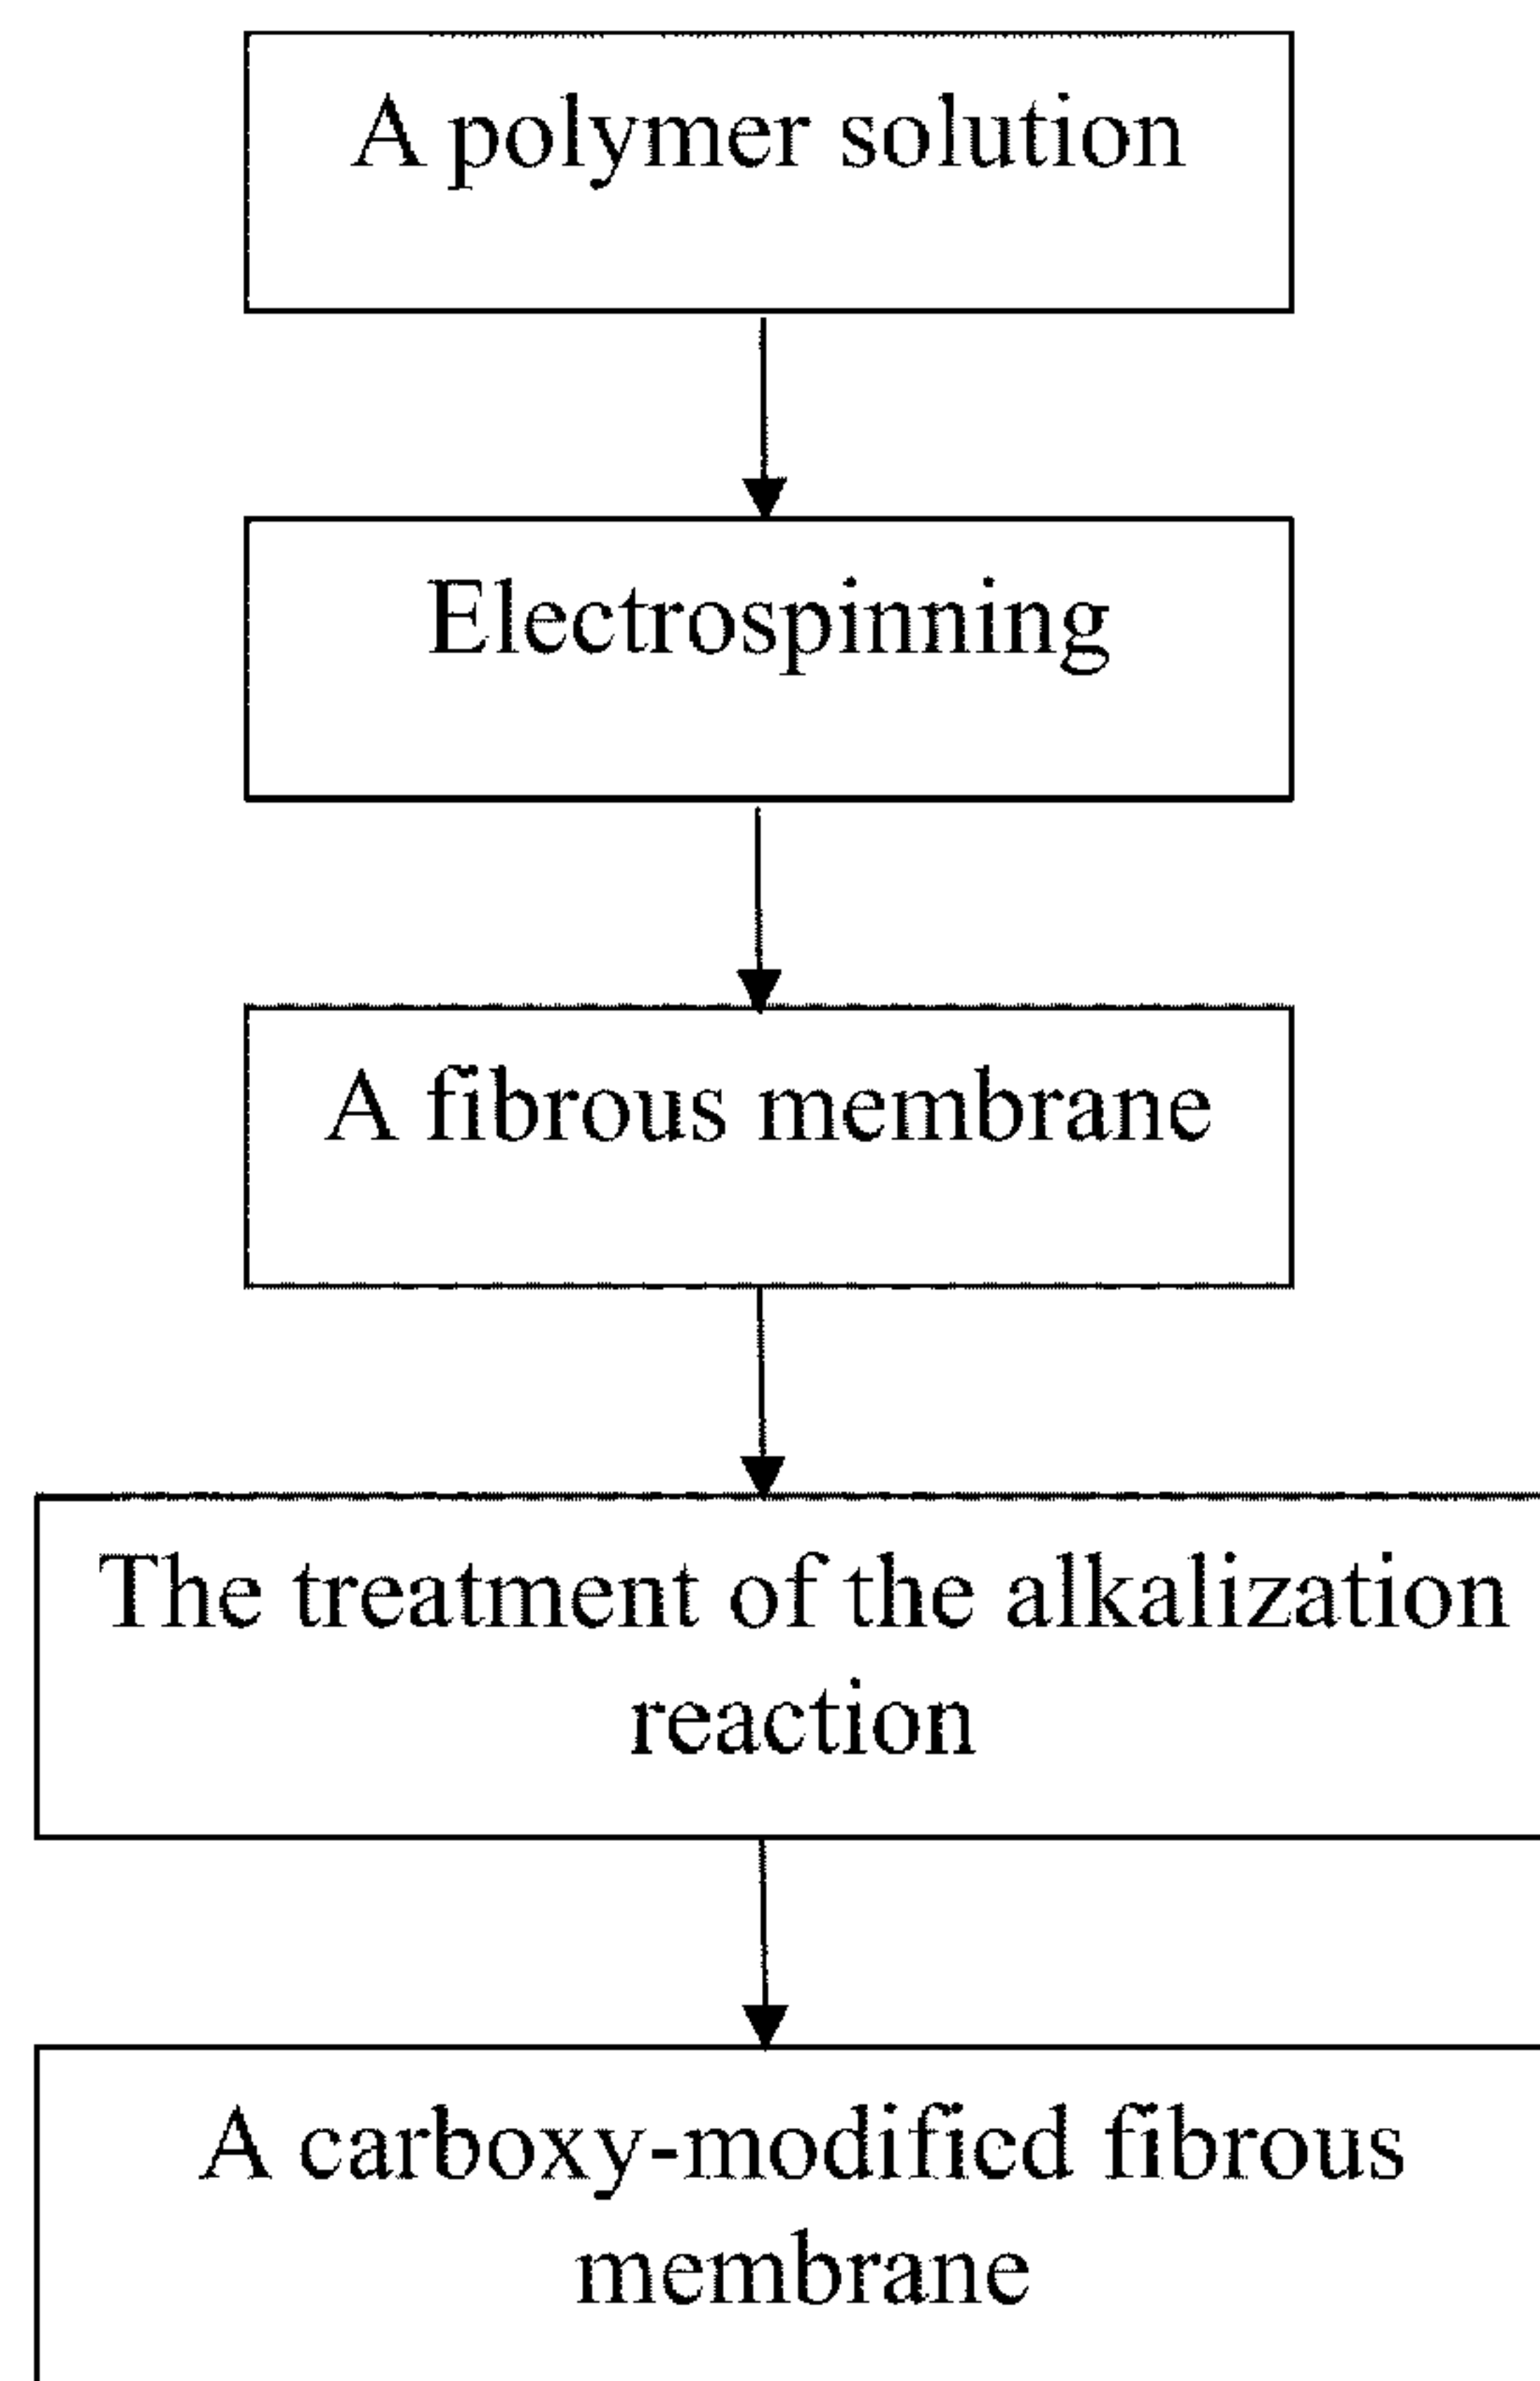 A polymer solution
Electrospinning
A fibrous membrane
The treatment of the alkalization
reaction
A carboxy-modified fibrous
membrane